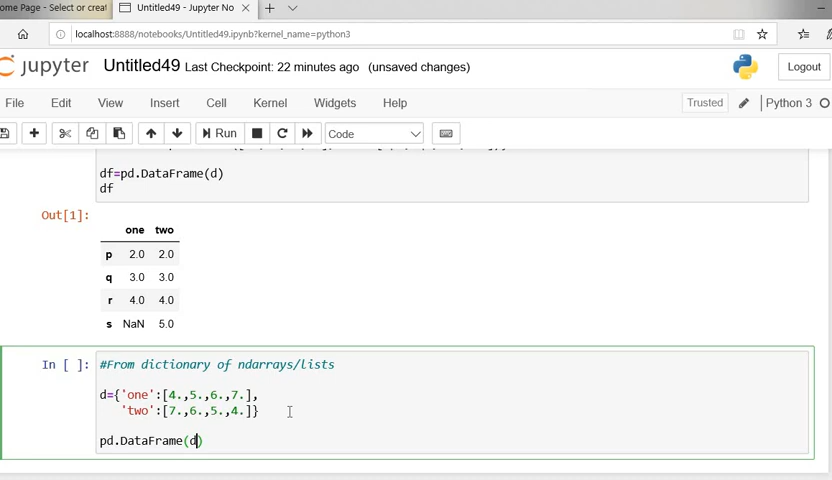 ome Page - Select or creat
Untitled49 - Jupyter No
localhost:8888/notebooks/Untitled49.ipynb?kernel_name=python3
jupyter Untitled49 Last Checkpoint: 22 minutes ago (unsaved changes)
Logout
File Edit View Insert Cell Kernel Widgets Help
Trusted Python 3
Run Code
df=pd.DataFrame(d)
df
Out[1]:
one two
p 2.0 2.0
q 3.0 3.0
r 4.0 4.0
s NaN 5.0
In [ ]: #From dictionary of ndarrays/lists
d={'one':[4.,5.,6.,7.],
'two':[7.,6.,5.,4.]}
pd.DataFrame(d)